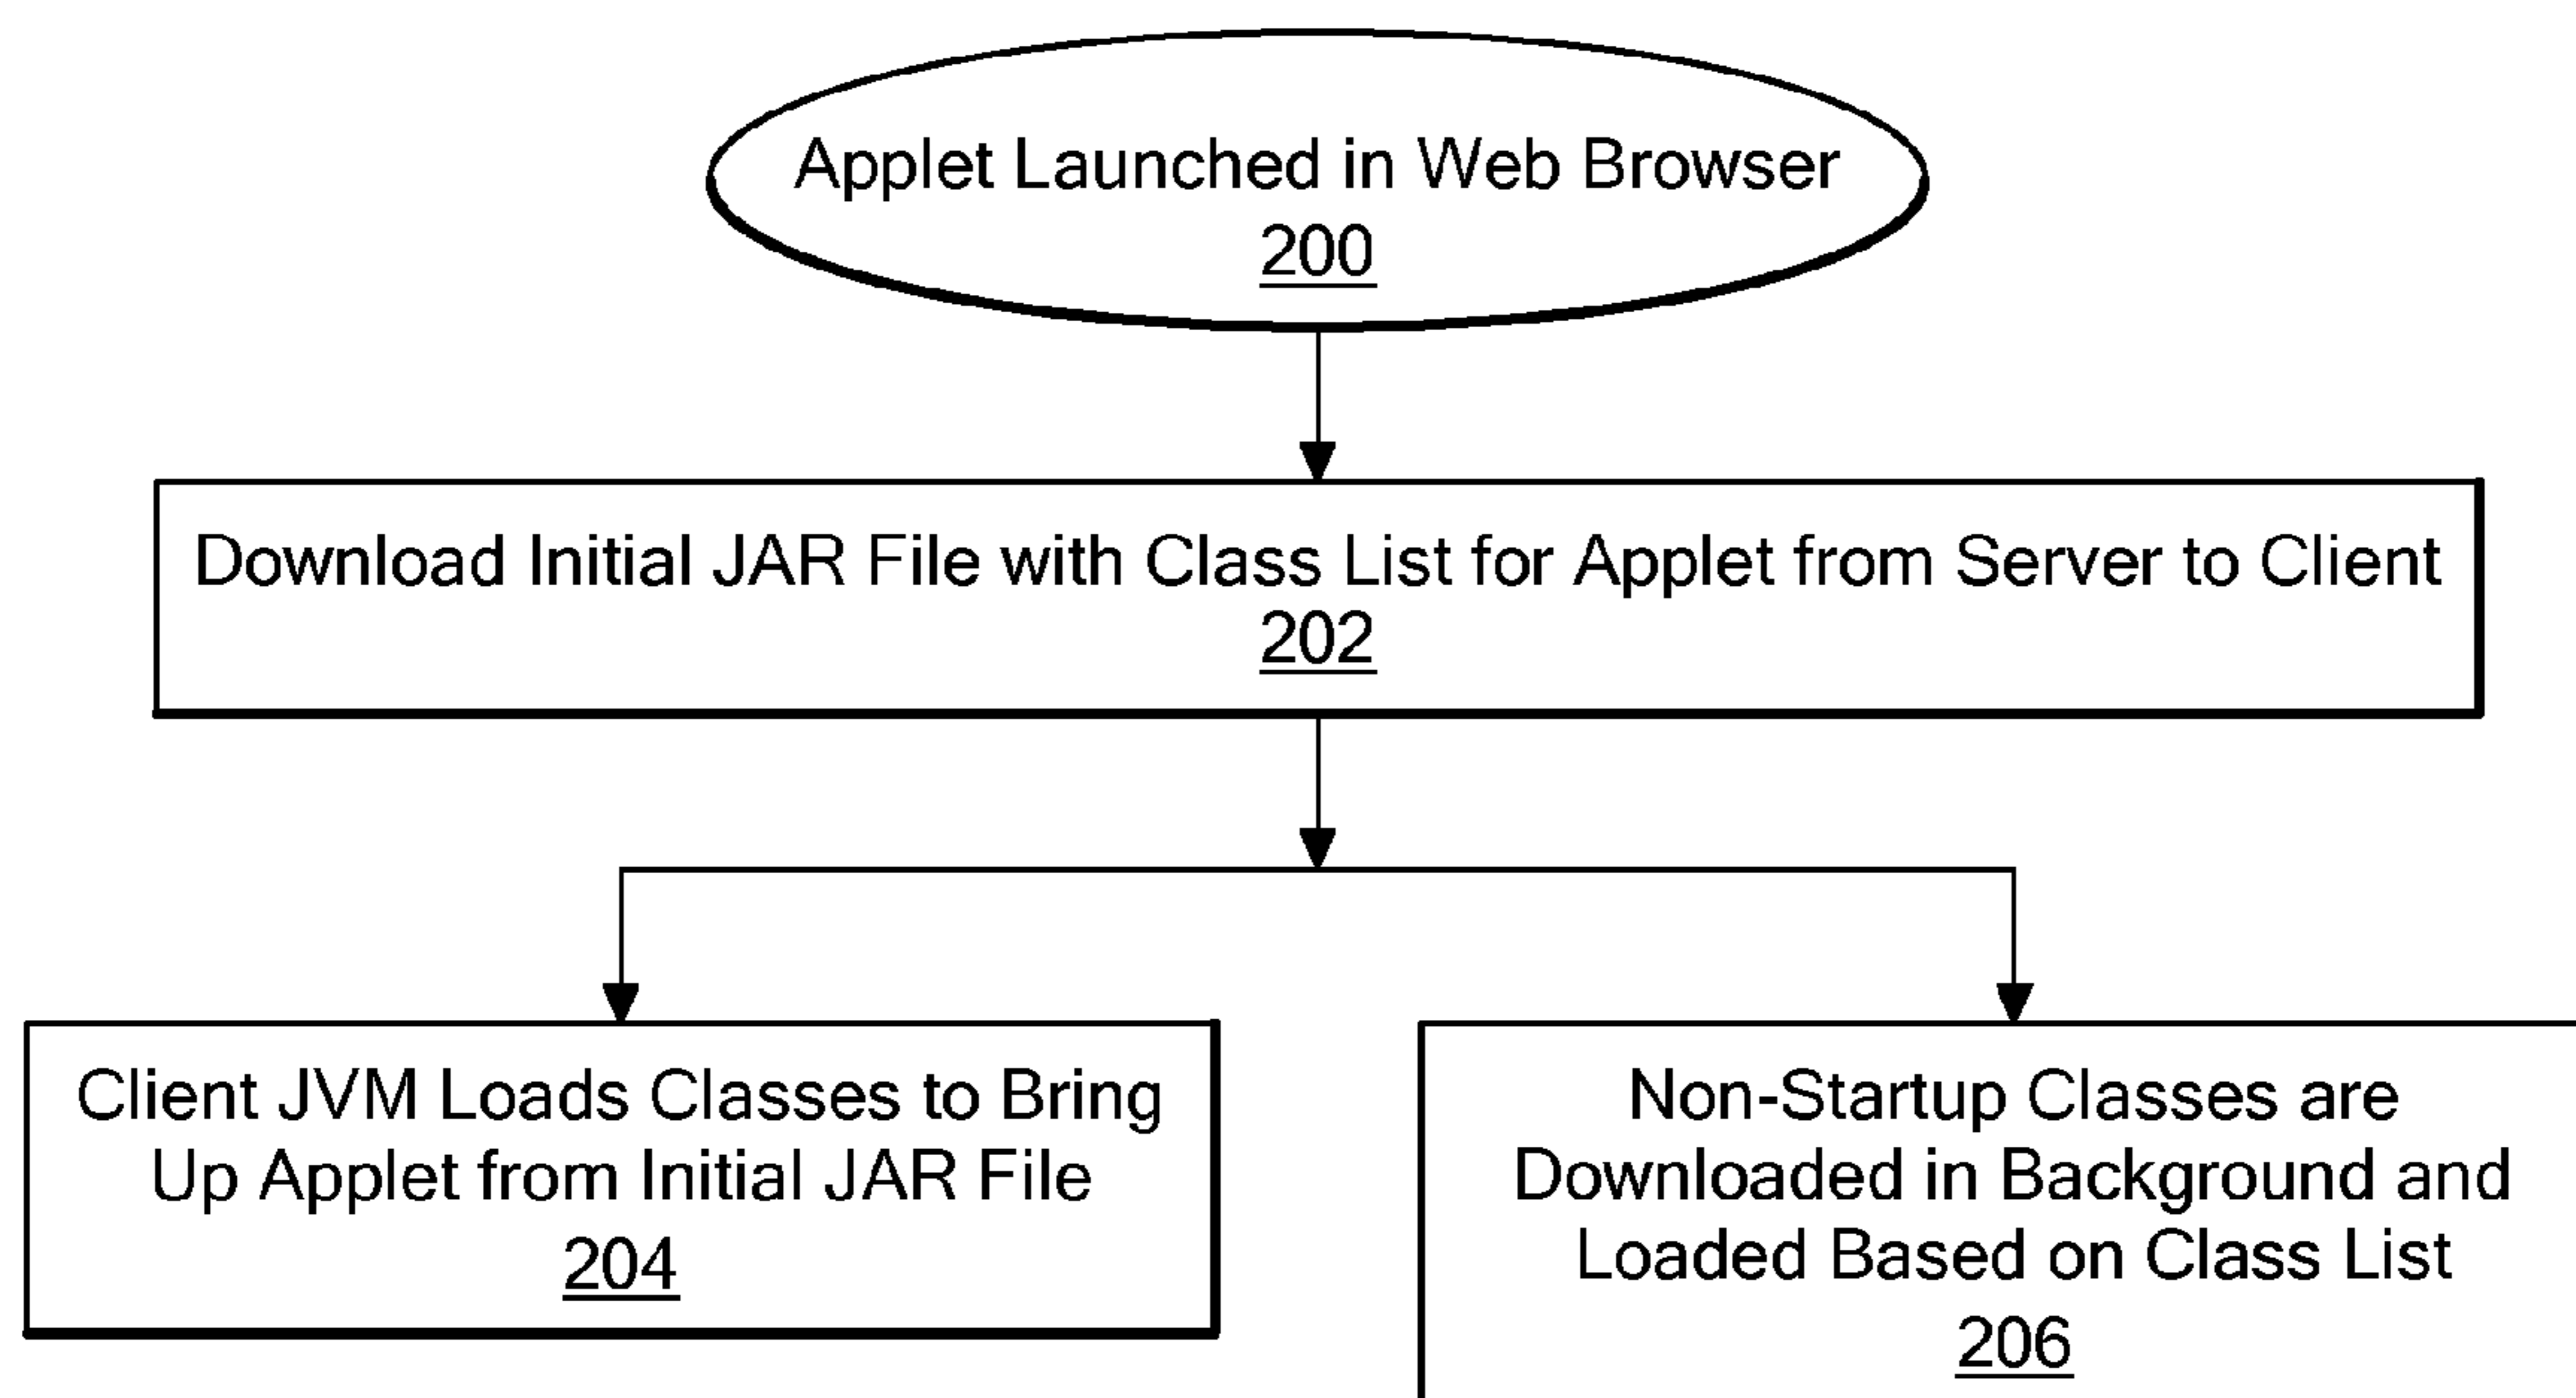 Applet Launched in Web Browser
200
Download Initial JAR File with Class List for Applet from Server to Client
202
Client JVM Loads Classes to Bring
Up Applet from Initial JAR File
204
Non-Startup Classes are
Downloaded in Background and
Loaded Based on Class List
206